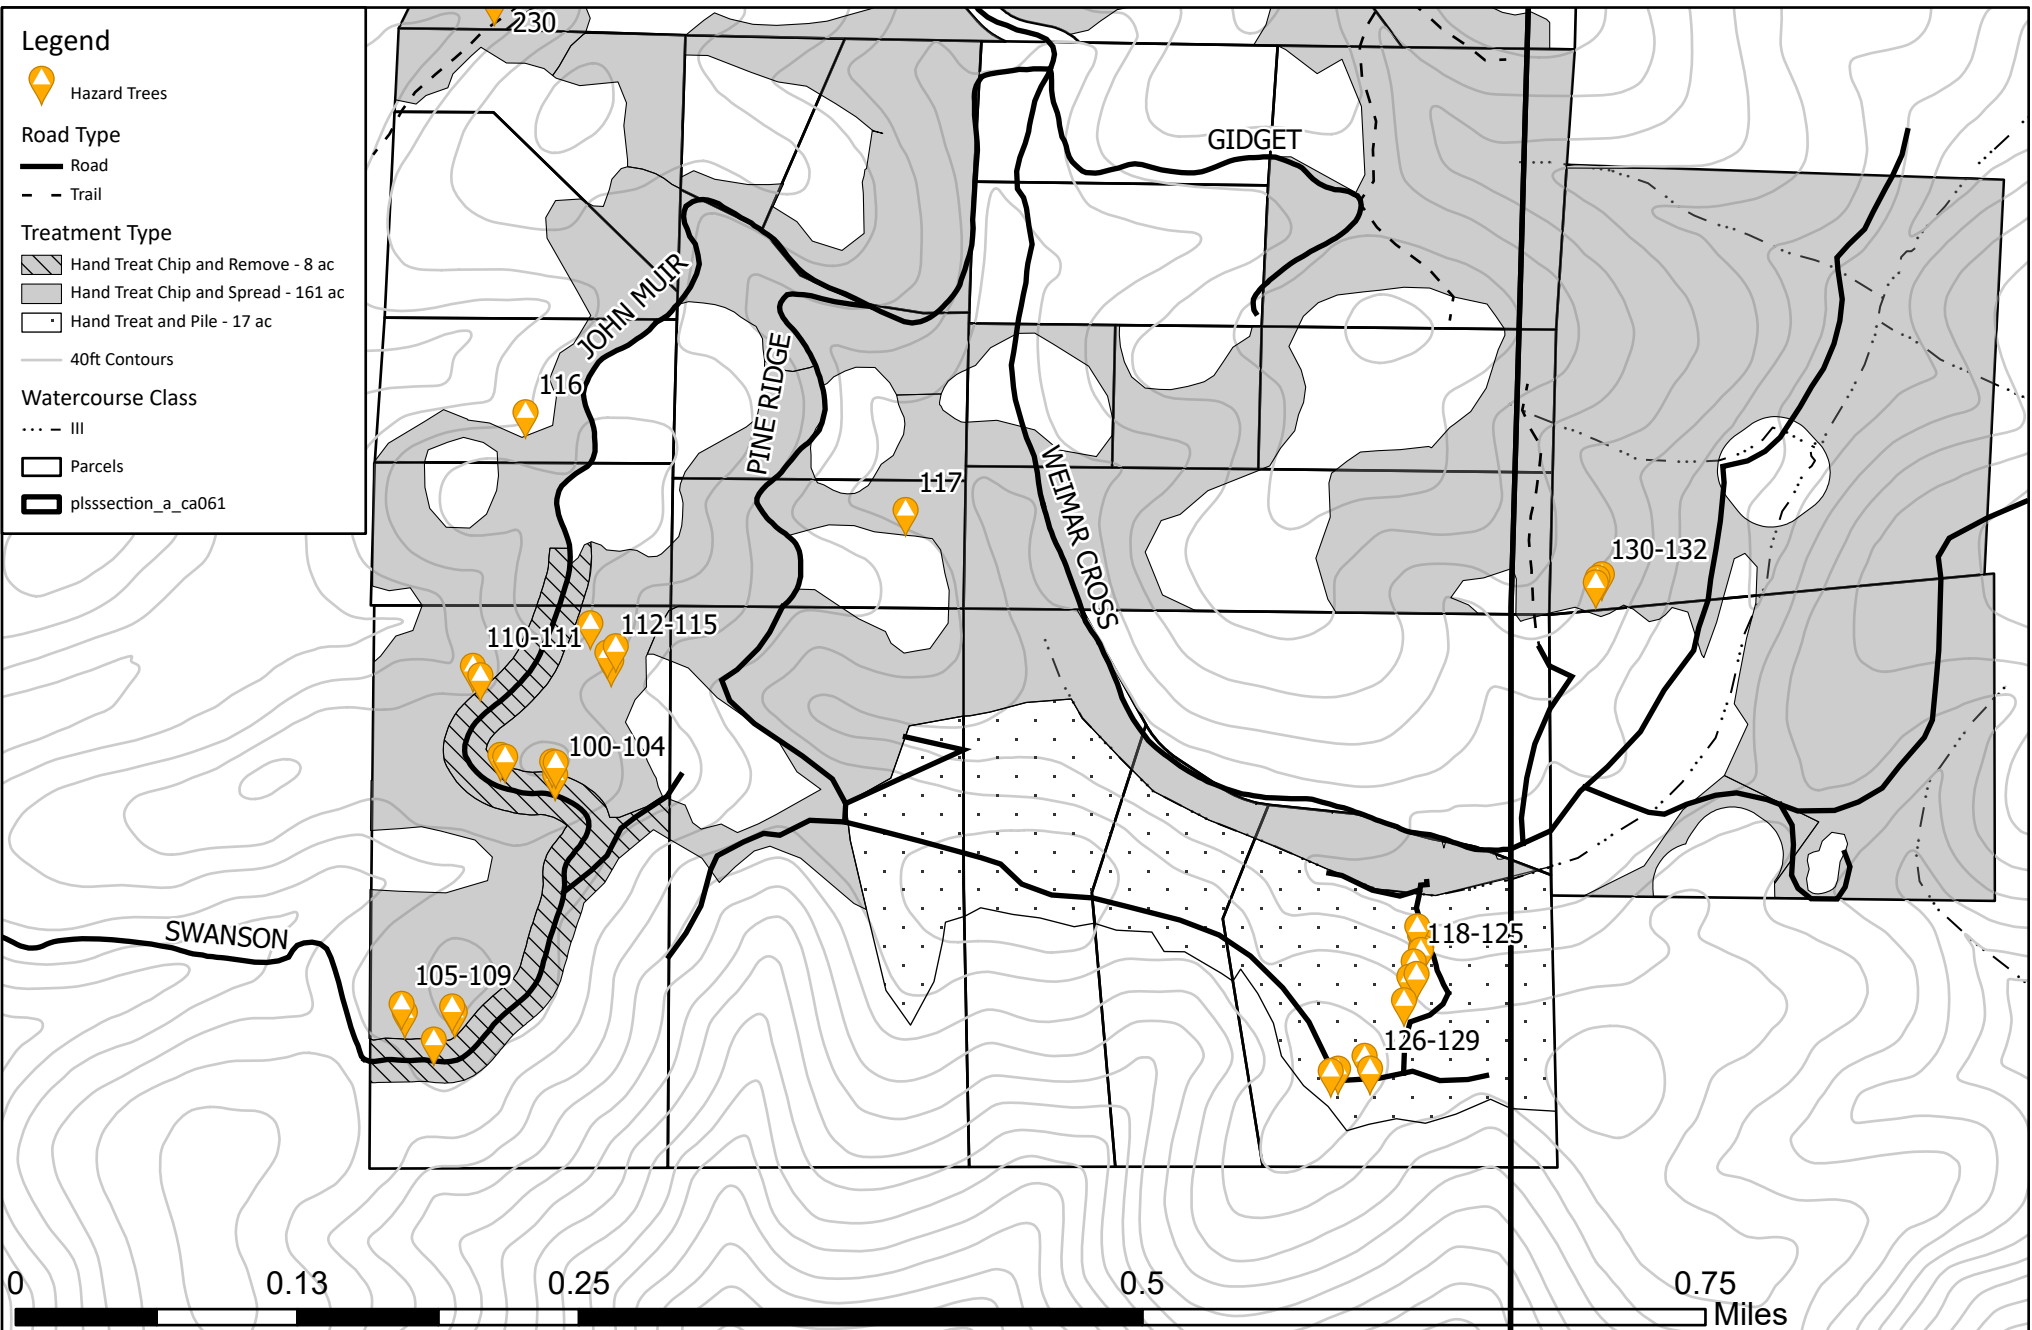 Legend
Hazard Trees
Road Type
Road
Trail
Treatment Type
Hand Treat Chip and Remove - 8 ac
Hand Treat Chip and Spread - 161 ac
Hand Treat and Pile - 17 ac
40ft Contours
Watercourse Class
III
Parcels
plsssection_a_ca061
230
GIDGET
JOHN MUIR
116
PINE RIDGE
117
WEIMAR CROSS
130-132
112-115
110-111
100-104
SWANSON
118-125
105-109
126-129
0 0.13 0.25 0.5 0.75
Miles